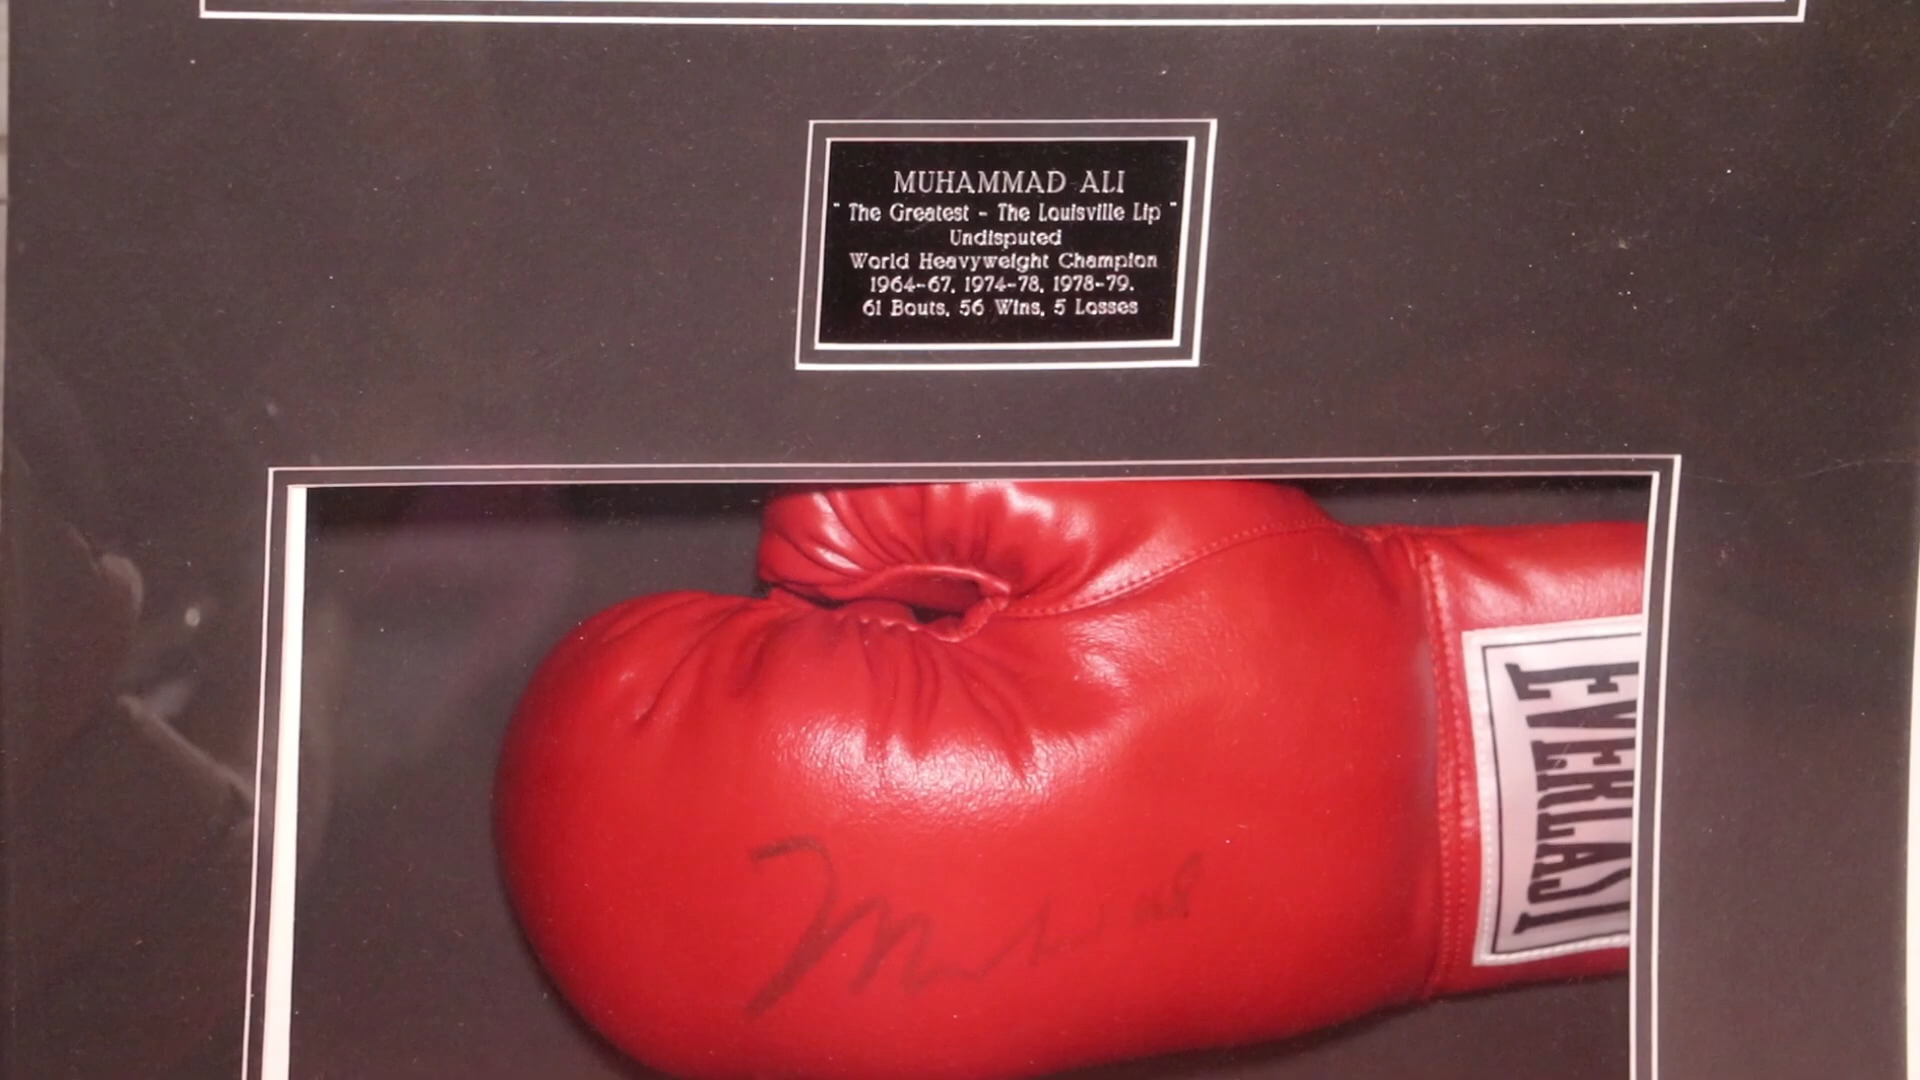 MUHAMMAD ALI
" The Greatest - The Louisville Lip "
Undisputed
World Heavyweight Champion
1964-67, 1974-78, 1978-79.
61 Bouts, 56 Wins, 5 Losses
EVERLAST